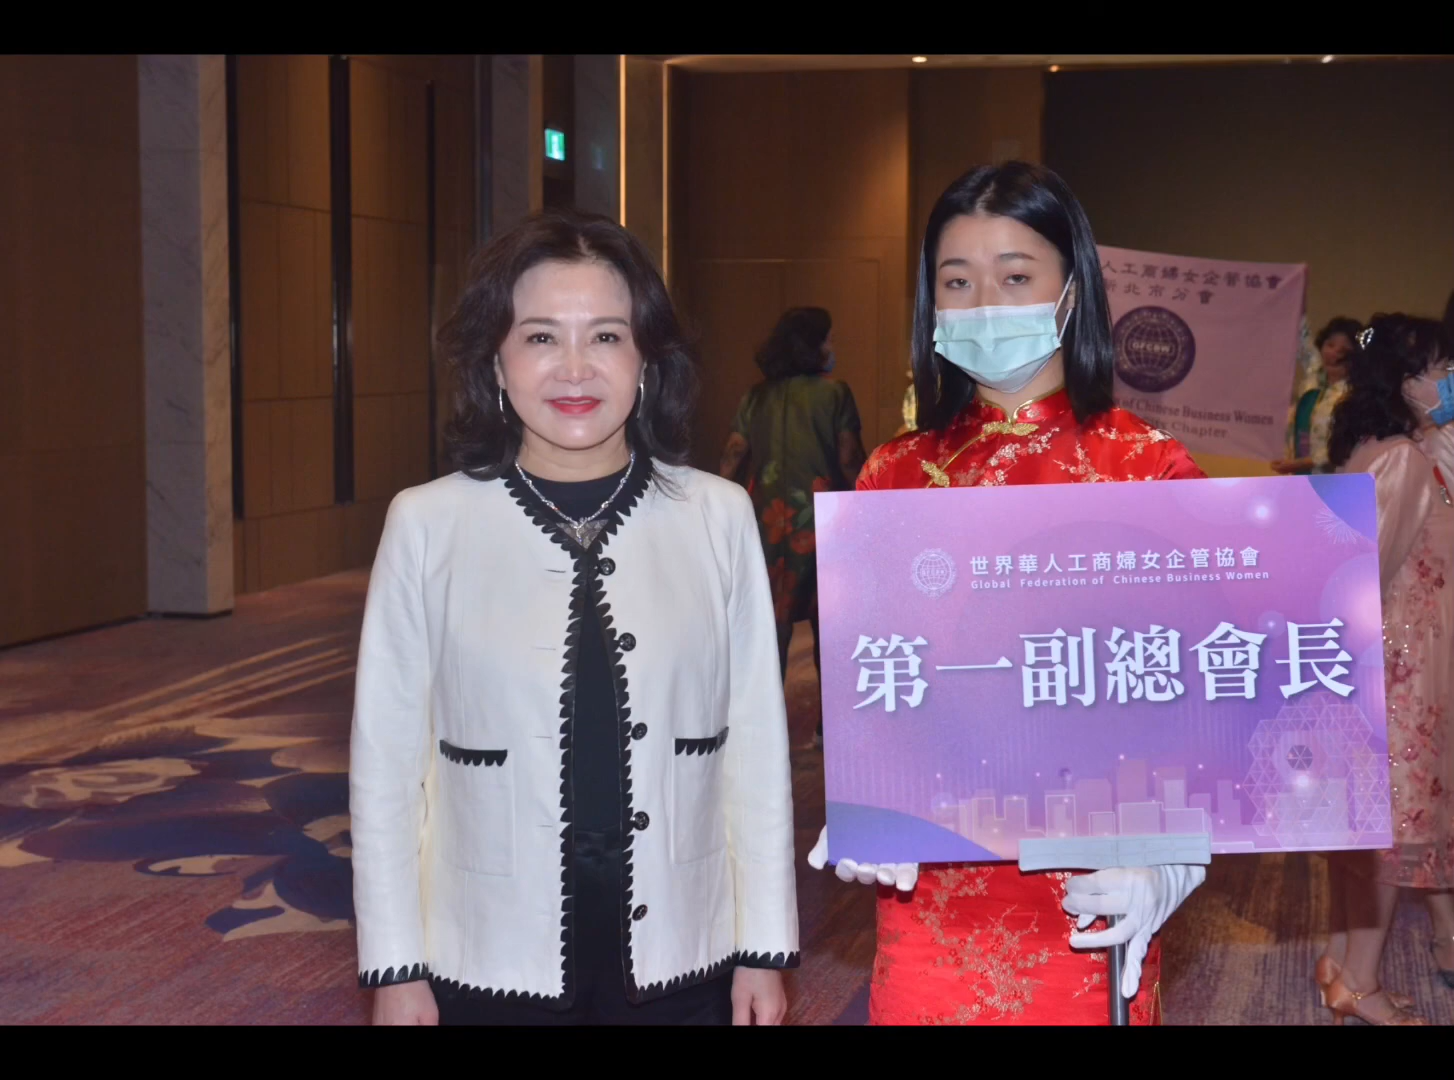 人工商婦女企管協會
新北市分會
GFCBW
of Chinese Business Women
Chapter
世界華人工商婦女企管協會
Global Federation of Chinese Business Women
第一副總會長